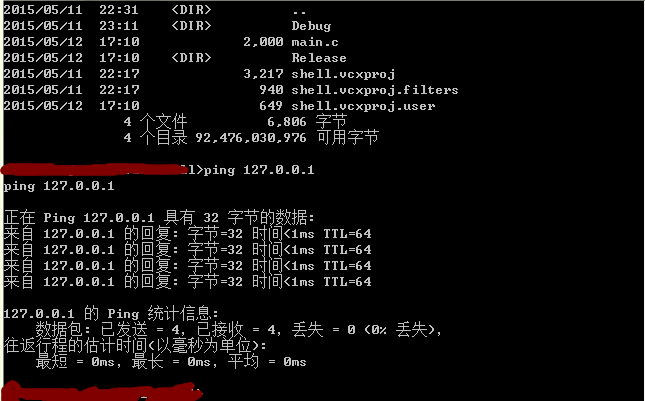 2015/05/11 22:31 <DIR> ..
2015/05/11 23:11 <DIR> Debug
2015/05/12 17:10 2,000 main.c
2015/05/12 17:10 <DIR> Release
2015/05/11 22:17 3,217 shell.vcxproj
2015/05/11 22:17 940 shell.vcxproj.filters
2015/05/12 17:10 649 shell.vcxproj.user
4 个文件 6,806 字节
4 个目录 92,476,030,976 可用字节
ll>ping 127.0.0.1
ping 127.0.0.1
正在 Ping 127.0.0.1 具有 32 字节的数据:
来自 127.0.0.1 的回复: 字节=32 时间<1ms TTL=64
来自 127.0.0.1 的回复: 字节=32 时间<1ms TTL=64
来自 127.0.0.1 的回复: 字节=32 时间<1ms TTL=64
来自 127.0.0.1 的回复: 字节=32 时间<1ms TTL=64
127.0.0.1 的 Ping 统计信息:
数据包: 已发送 = 4, 已接收 = 4, 丢失 = 0 (0% 丢失),
往返行程的估计时间(以毫秒为单位):
最短 = 0ms, 最长 = 0ms, 平均 = 0ms